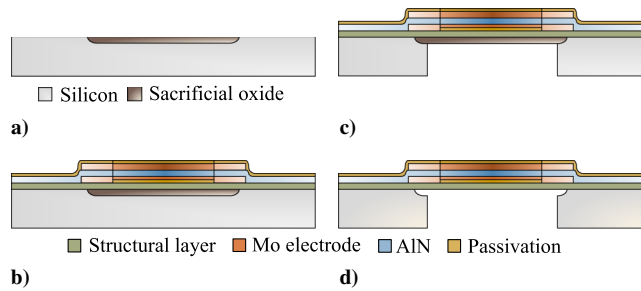 Silicon Sacrificial oxide
a)
c)
Structural layer Mo electrode AlN Passivation
b)
d)